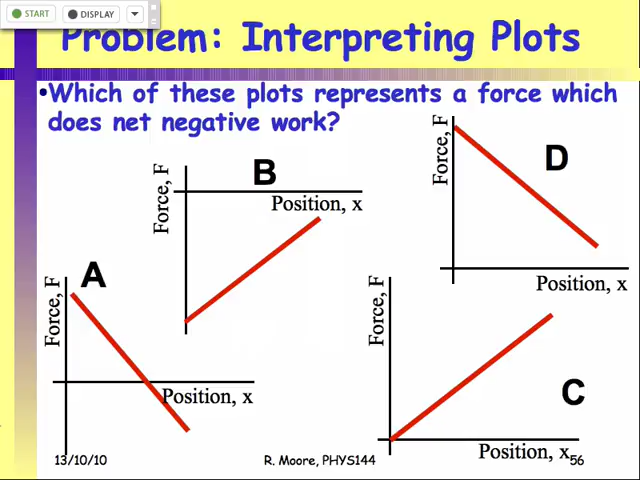 START
DISPLAY
Problem: Interpreting Plots
•Which of these plots represents a force which
does net negative work?
Force, F
B
Position, x
Force, F
D
Position, x
Force, F
A
Position, x
Force, F
C
Position, x
13/10/10
R. Moore, PHYS144
56